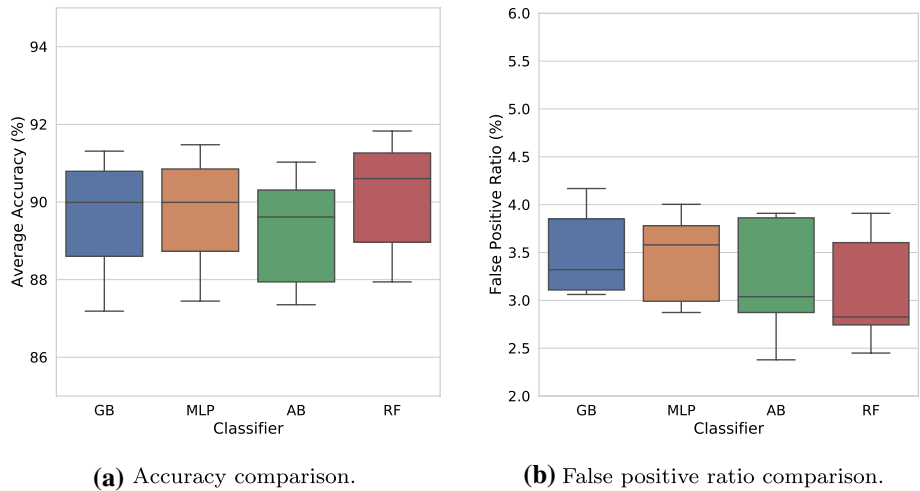 94
92
90
88
86
Average Accuracy (%)
GB MLP AB RF
Classifier
(a) Accuracy comparison.
6.0
5.5
5.0
4.5
4.0
3.5
3.0
2.5
2.0
False Positive Ratio (%)
GB MLP AB RF
Classifier
(b) False positive ratio comparison.